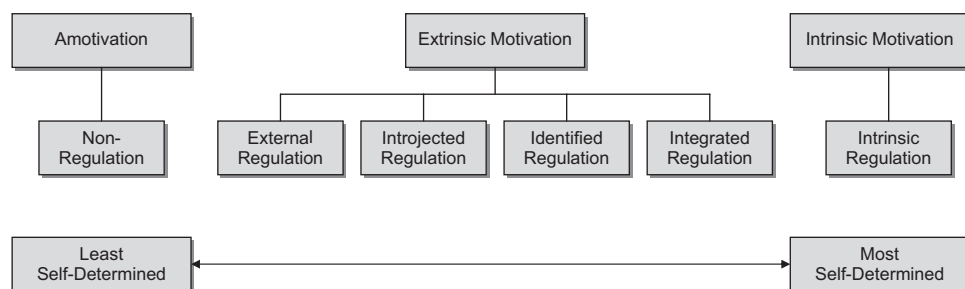 Amotivation
Extrinsic Motivation
Intrinsic Motivation
Non-
Regulation
External
Regulation
Introjected
Regulation
Identified
Regulation
Integrated
Regulation
Intrinsic
Regulation
Least
Self-Determined
Most
Self-Determined